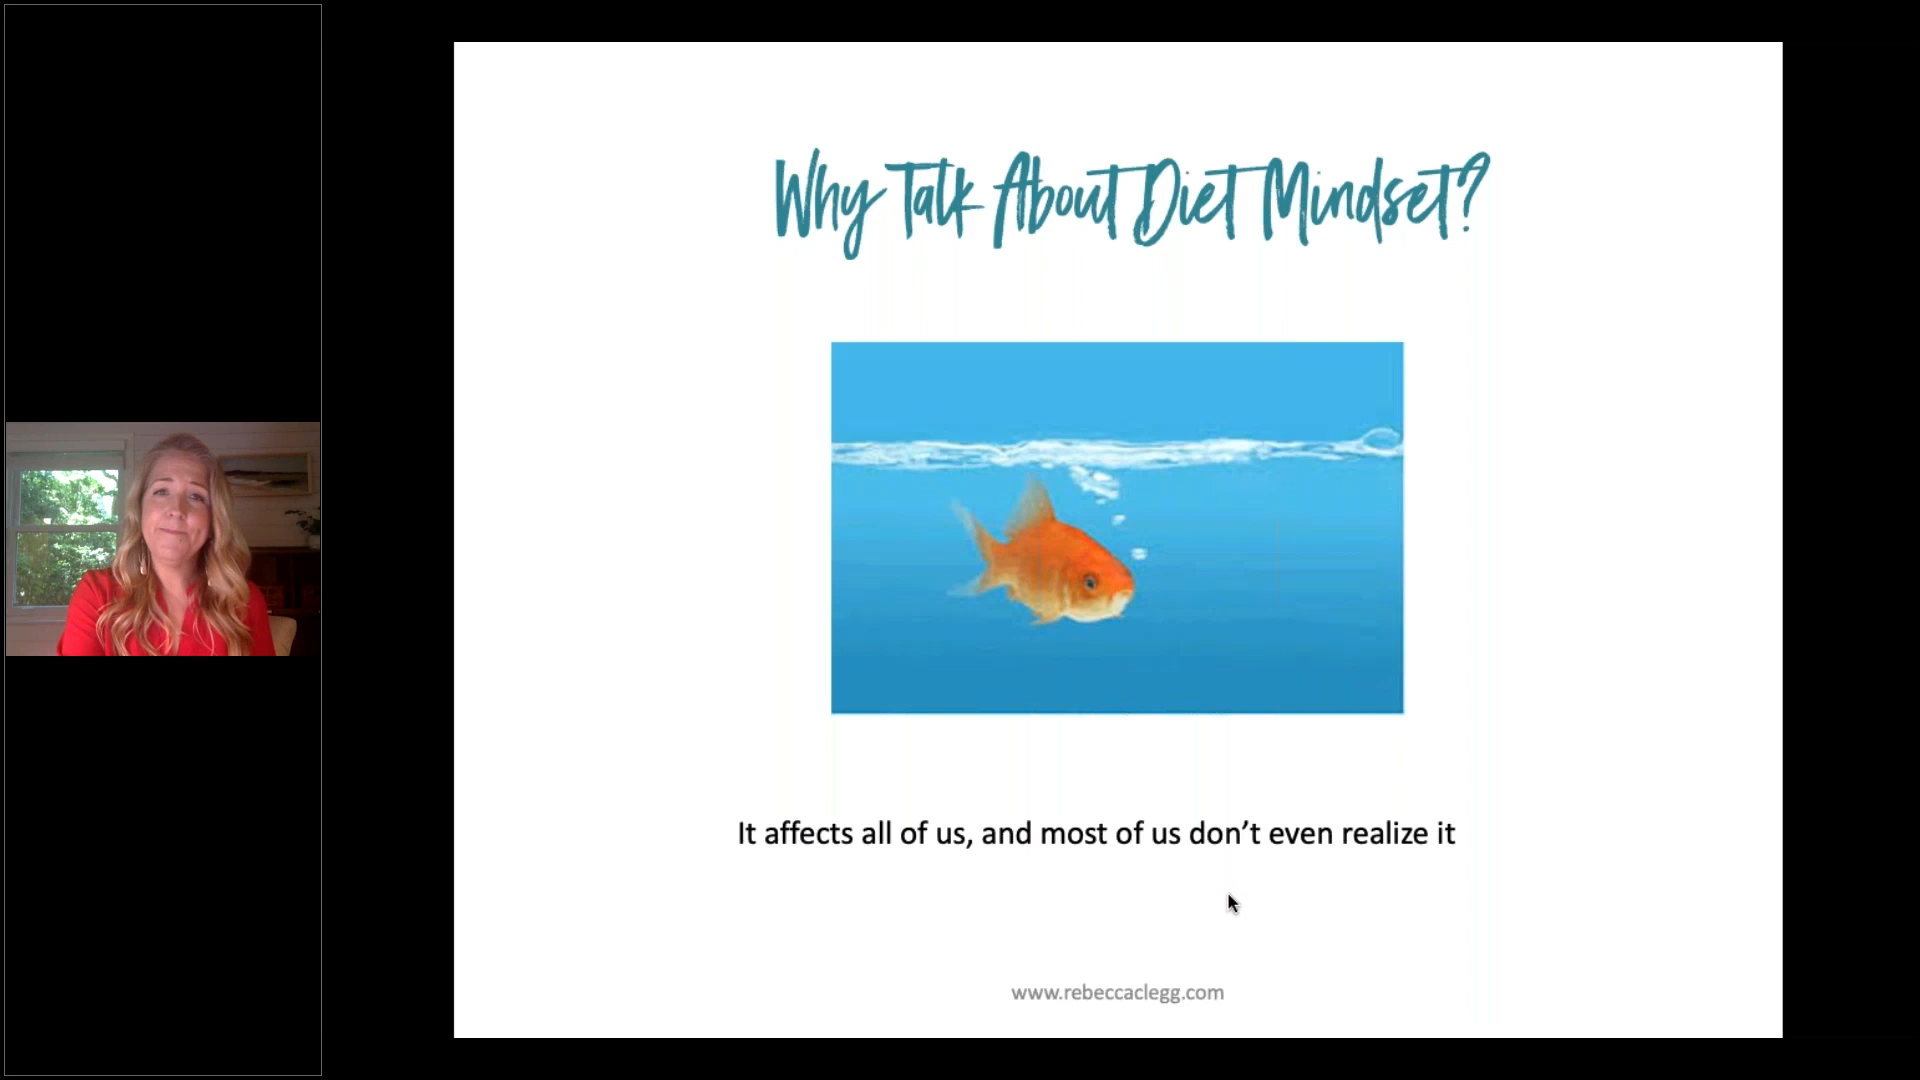 Why Talk About Diet Mindset?
It affects all of us, and most of us don’t even realize it
www.rebeccaclegg.com